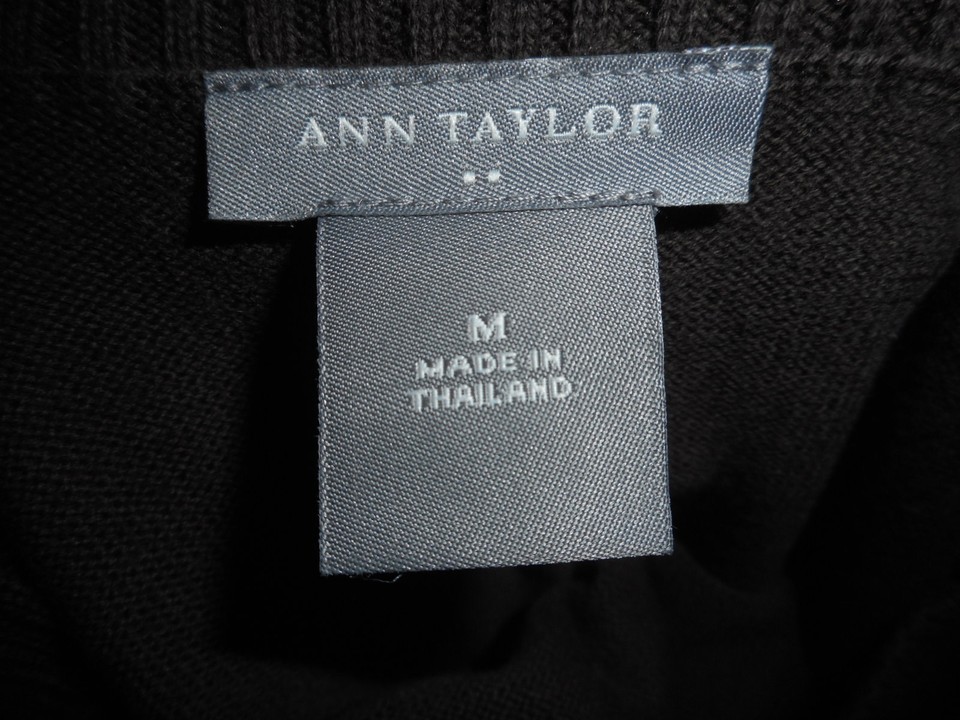 ANN TAYLOR
M
MADE IN
THAILAND